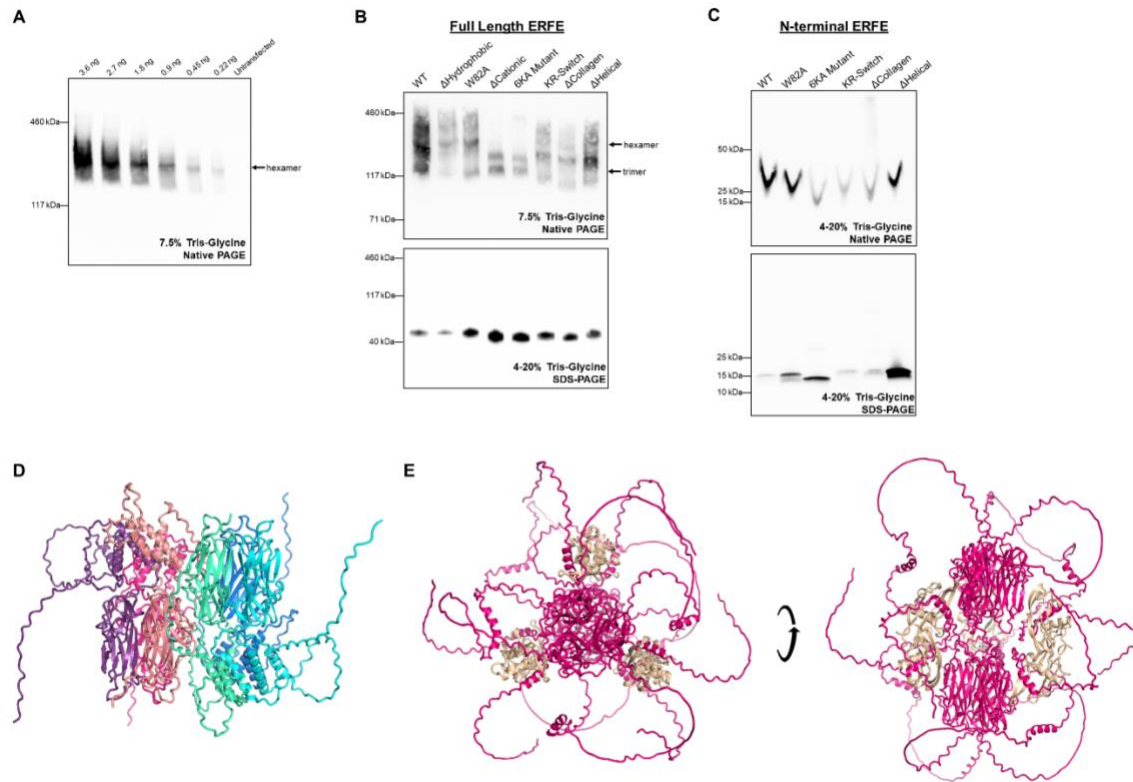 A
3.6 ng
2.7 ng
1.8 ng
0.9 ng
0.45 ng
0.22 ng
Untransfected
460 kDa
117 kDa
hexamer
7.5% Tris-Glycine
Native PAGE
B
Full Length ERFE
WT
ΔHydrophobic
W82A
ΔCationic
6KA Mutant
KR-Switch
ΔCollagen
ΔHelical
460 kDa
117 kDa
71 kDa
hexamer
trimer
7.5% Tris-Glycine
Native PAGE
460 kDa
117 kDa
40 kDa
4-20% Tris-Glycine
SDS-PAGE
C
N-terminal ERFE
WT
W82A
6KA Mutant
KR-Switch
ΔCollagen
ΔHelical
50 kDa
25 kDa
15 kDa
4-20% Tris-Glycine
Native PAGE
25 kDa
15 kDa
10 kDa
4-20% Tris-Glycine
SDS-PAGE
D
E